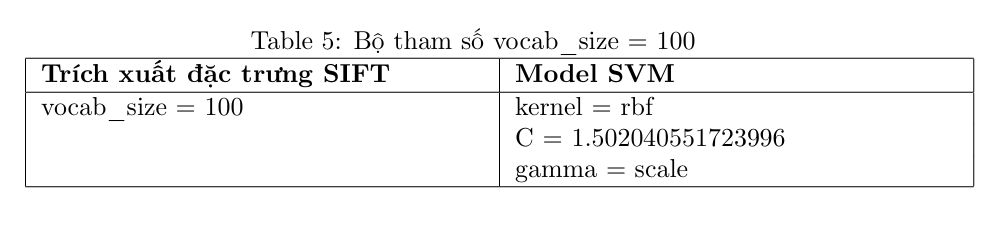 Table 5: Bộ tham số vocab_size = 100
Trích xuất đặc trưng SIFT
Model SVM
vocab_size = 100
kernel = rbf
C = 1.502040551723996
gamma = scale